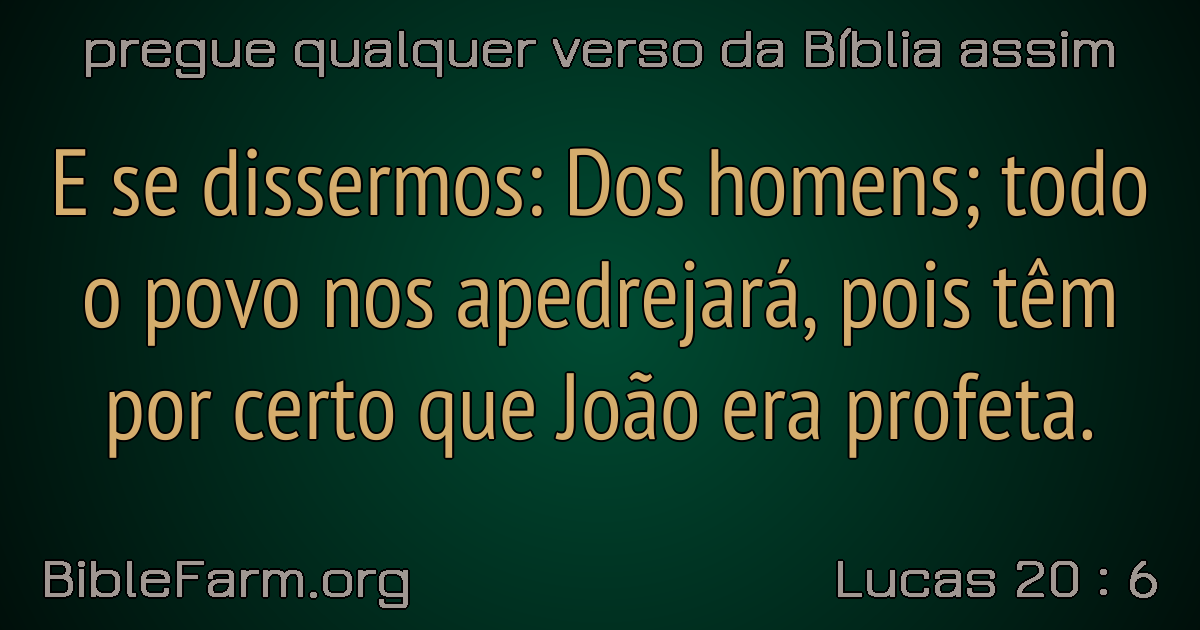 pregue qualquer verso da Bíblia assim
E se dissermos: Dos homens; todo
o povo nos apedrejará, pois têm
por certo que João era profeta.
BibleFarm.org
Lucas 20 : 6